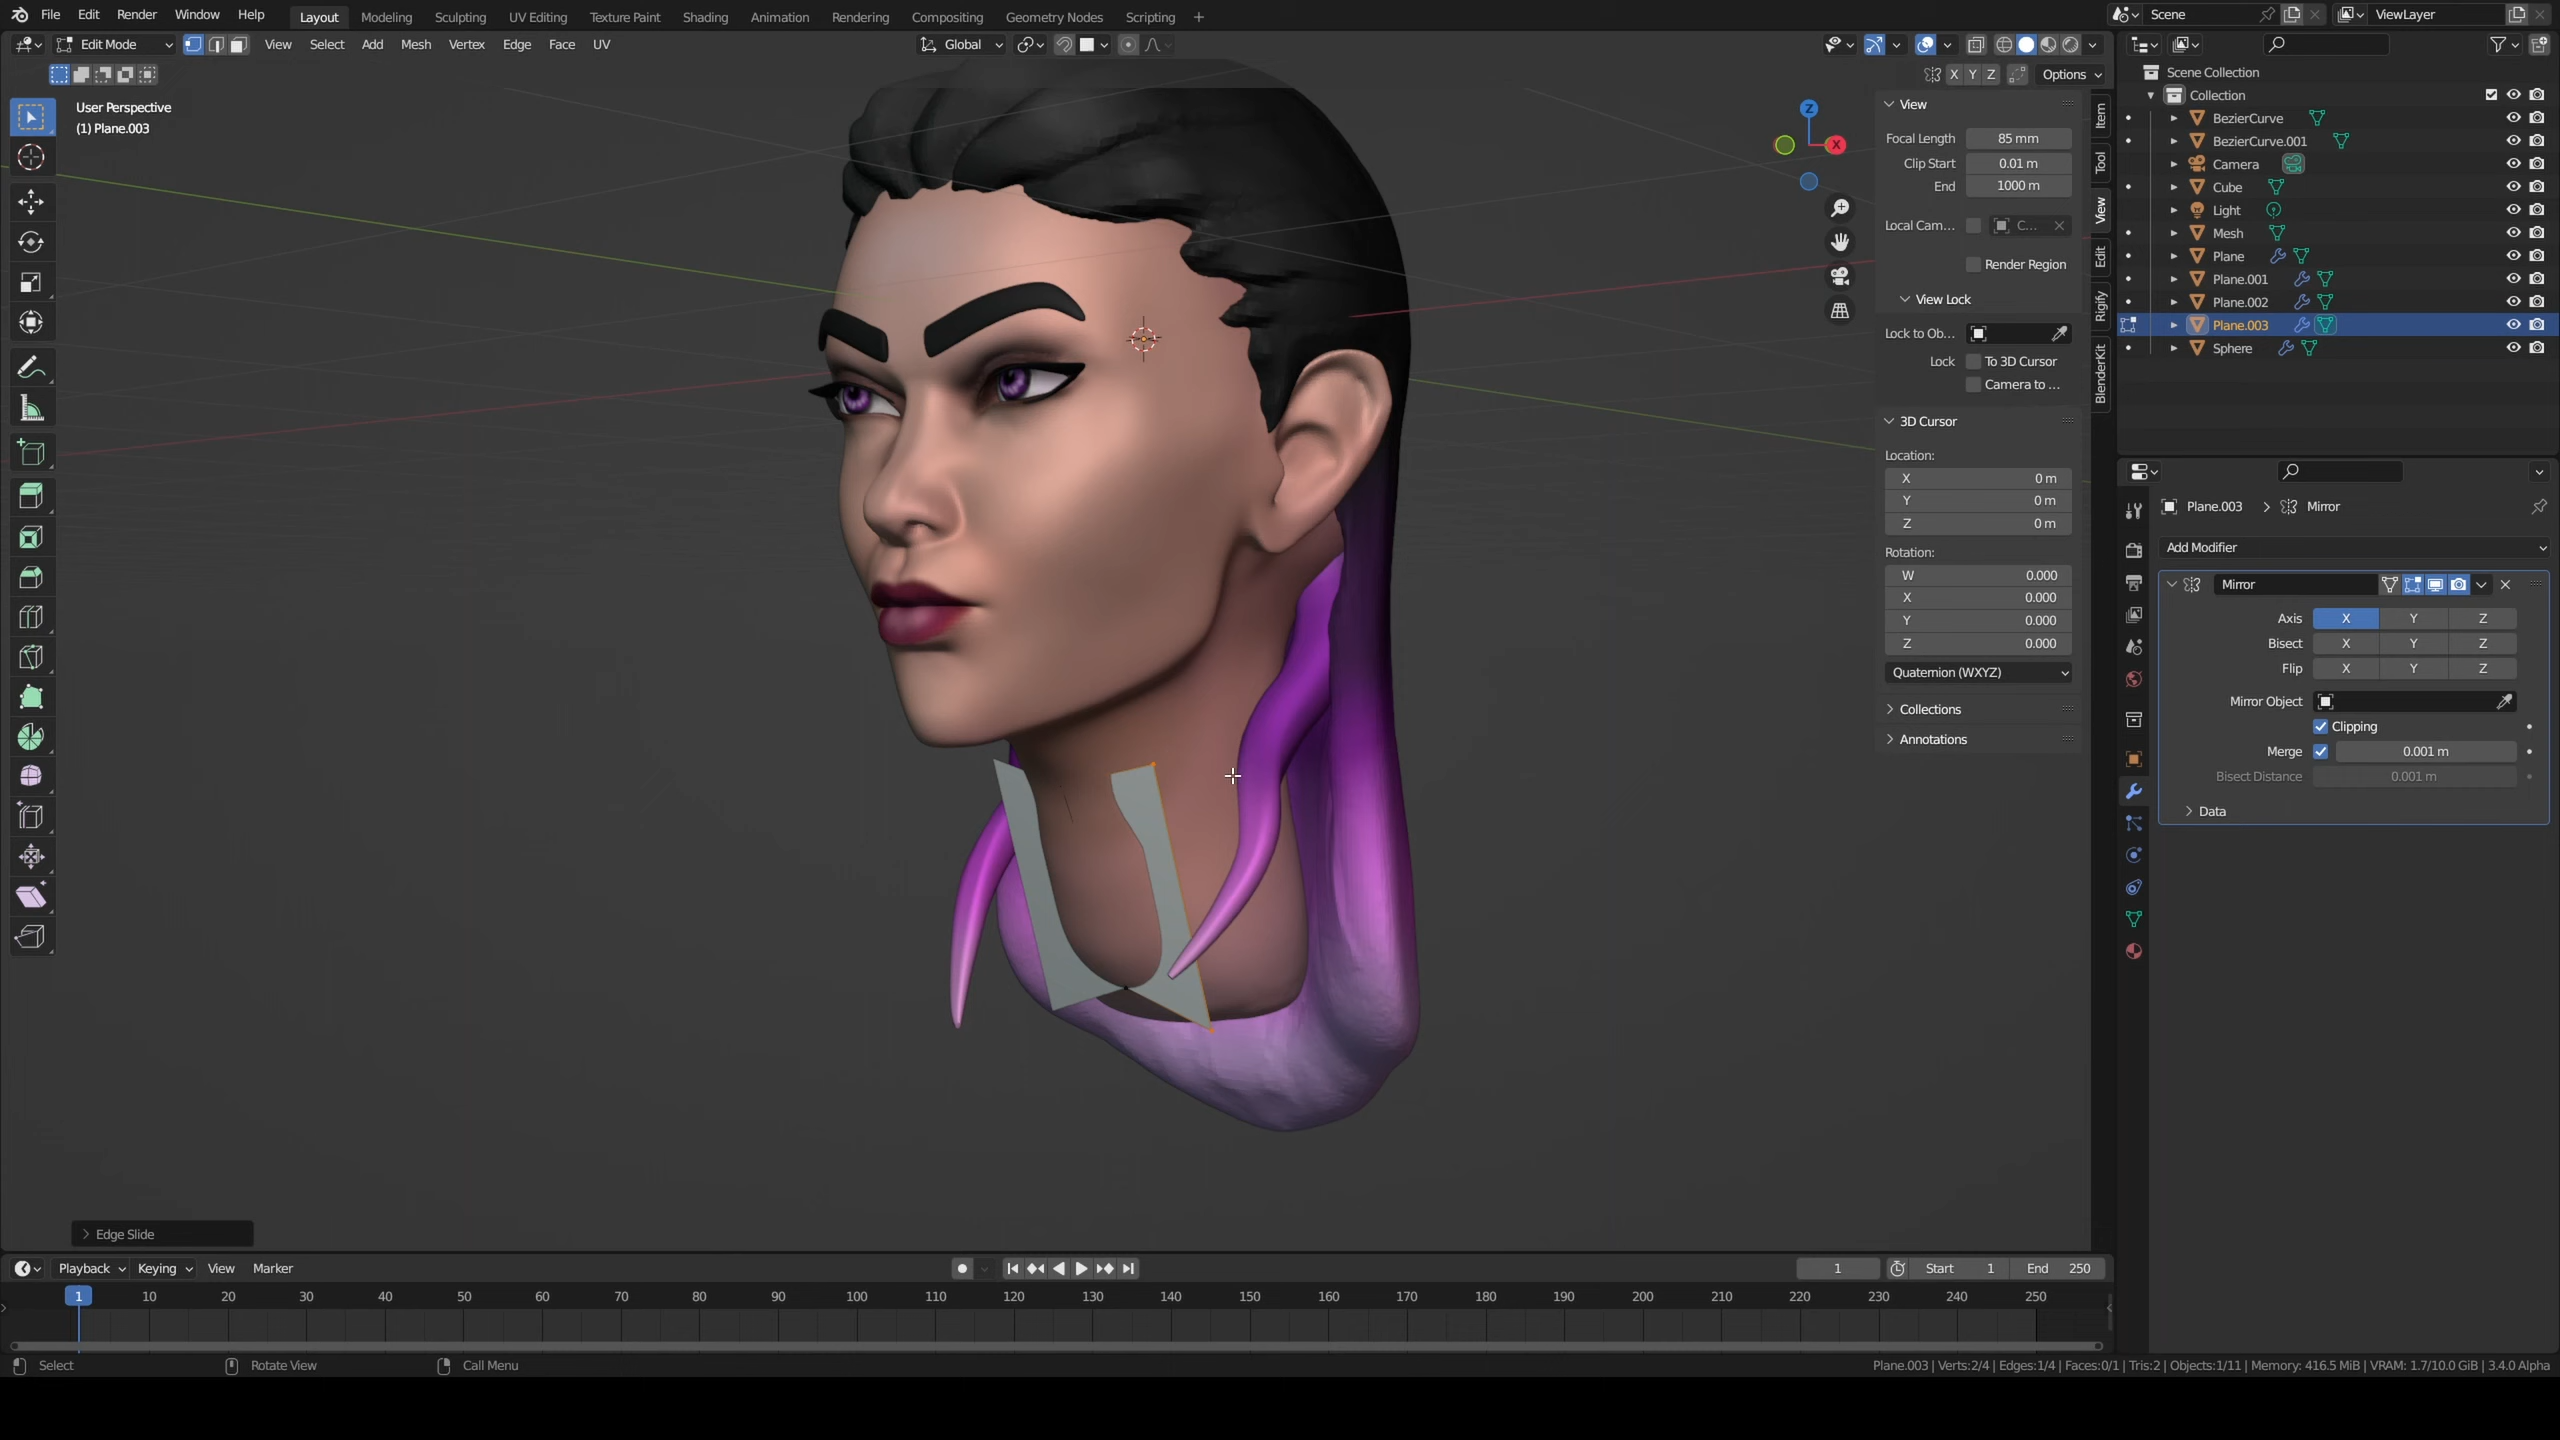 File Edit Render Window Help Layout Modeling Sculpting UV Editing Texture Paint Shading Animation Rendering Compositing Geometry Nodes Scripting + Scene ViewLayer
Edit Mode View Select Add Mesh Vertex Edge Face UV Global
X Y Z Options
User Perspective
(1) Plane.003
Z
X
View
Focal Length 85 mm
Clip Start 0.01 m
End 1000 m
Local Cam... C...
Render Region
View Lock
Lock to Ob...
Lock To 3D Cursor
Camera to ...
3D Cursor
Location:
X 0 m
Y 0 m
Z 0 m
Rotation:
W 0.000
X 0.000
Y 0.000
Z 0.000
Quaternion (WXYZ)
Collections
Annotations
Item
Tool
View
Edit
Rigify
BlenderKit
Scene Collection
Collection
BezierCurve
BezierCurve.001
Camera
Cube
Light
Mesh
Plane
Plane.001
Plane.002
Plane.003
Sphere
Plane.003 > Mirror
Add Modifier
Mirror
Axis X Y Z
Bisect X Y Z
Flip X Y Z
Mirror Object
Clipping
Merge 0.001 m
Bisect Distance 0.001 m
Data
Edge Slide
Playback Keying View Marker 1 Start 1 End 250
1 10 20 30 40 50 60 70 80 90 100 110 120 130 140 150 160 170 180 190 200 210 220 230 240 250
Select Rotate View Call Menu Plane.003 | Verts:2/4 | Edges:1/4 | Faces:0/1 | Tris:2 | Objects:1/11 | Memory: 416.5 MiB | VRAM: 1.7/10.0 GiB | 3.4.0 Alpha